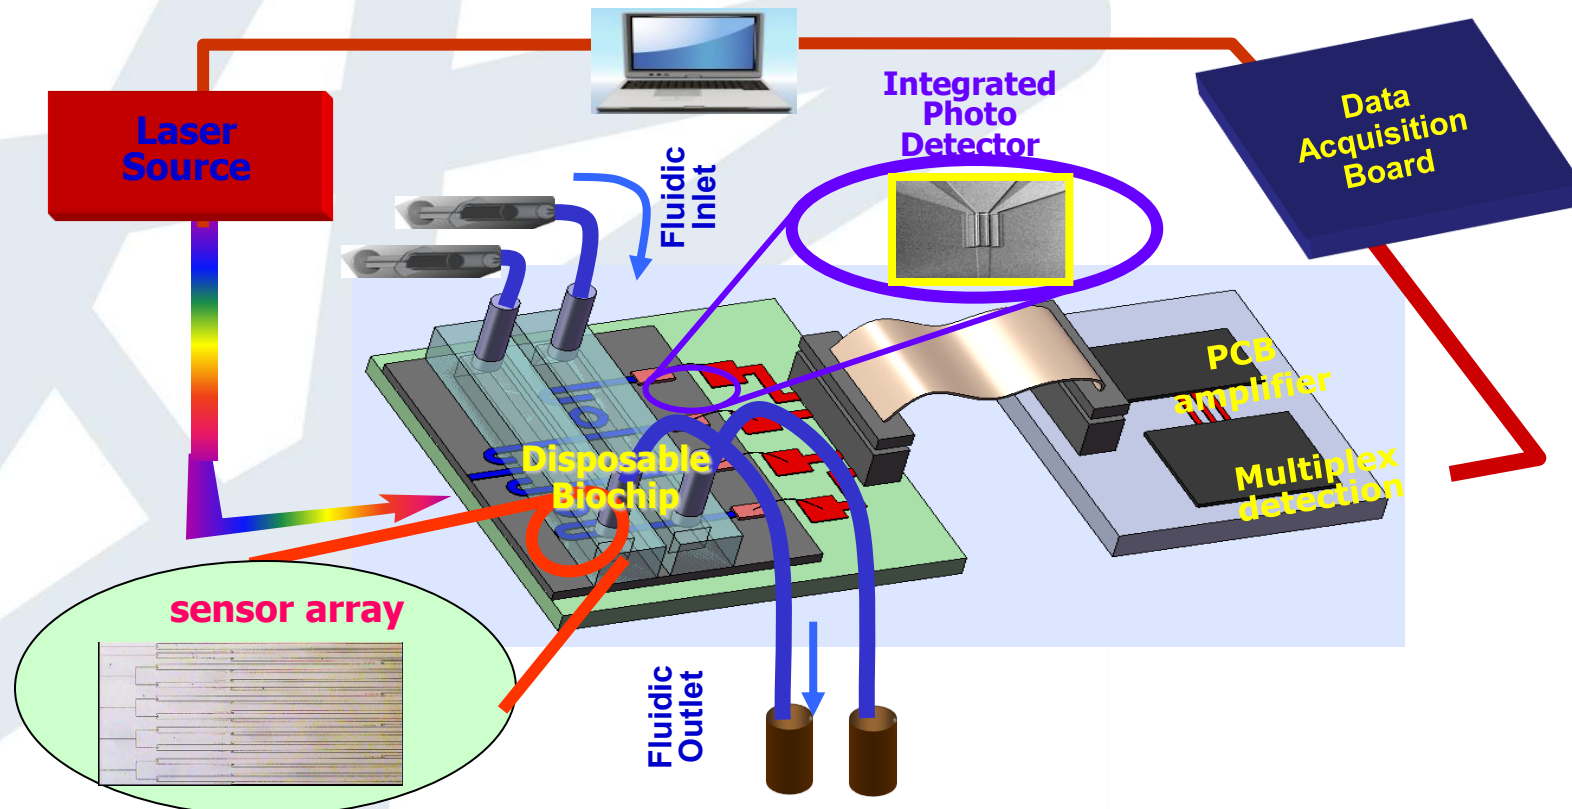 Laser
Source
Integrated
Photo
Detector
Data
Acquisition
Board
Fluidic
Inlet
PCB
amplifier
Multiplex
detection
Disposable
Biochip
sensor array
Fluidic
Outlet